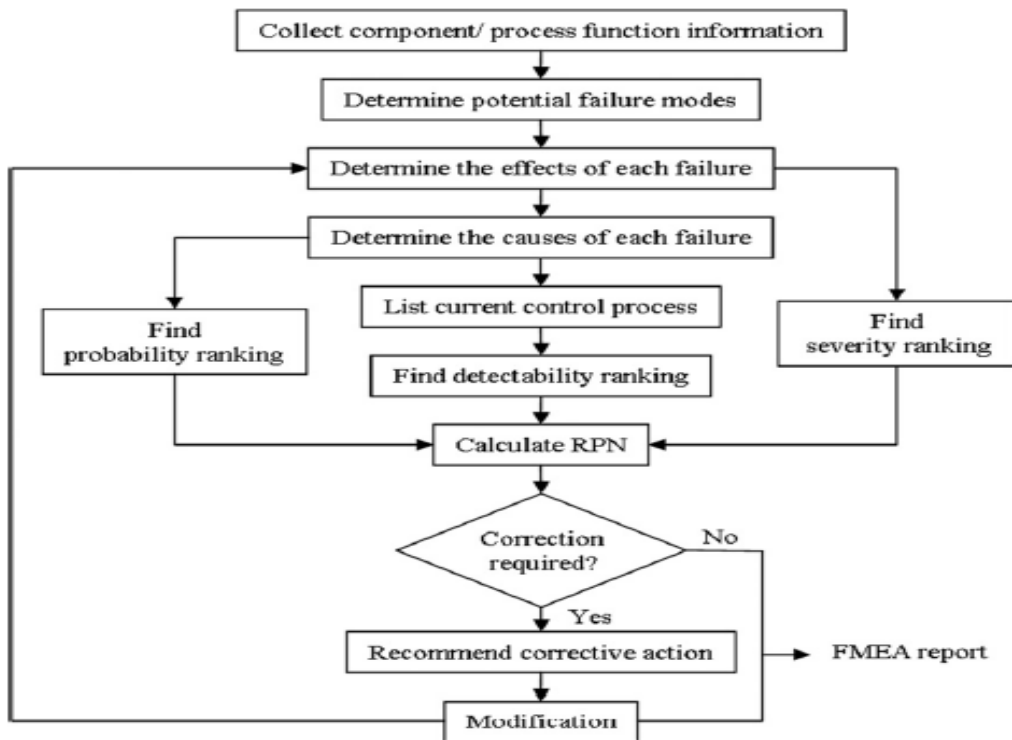 Collect component/ process function information
Determine potential failure modes
Determine the effects of each failure
Determine the causes of each failure
List current control process
Find
probability ranking
Find
severity ranking
Find detectability ranking
Calculate RPN
Correction
required?
No
Yes
Recommend corrective action
FMEA report
Modification